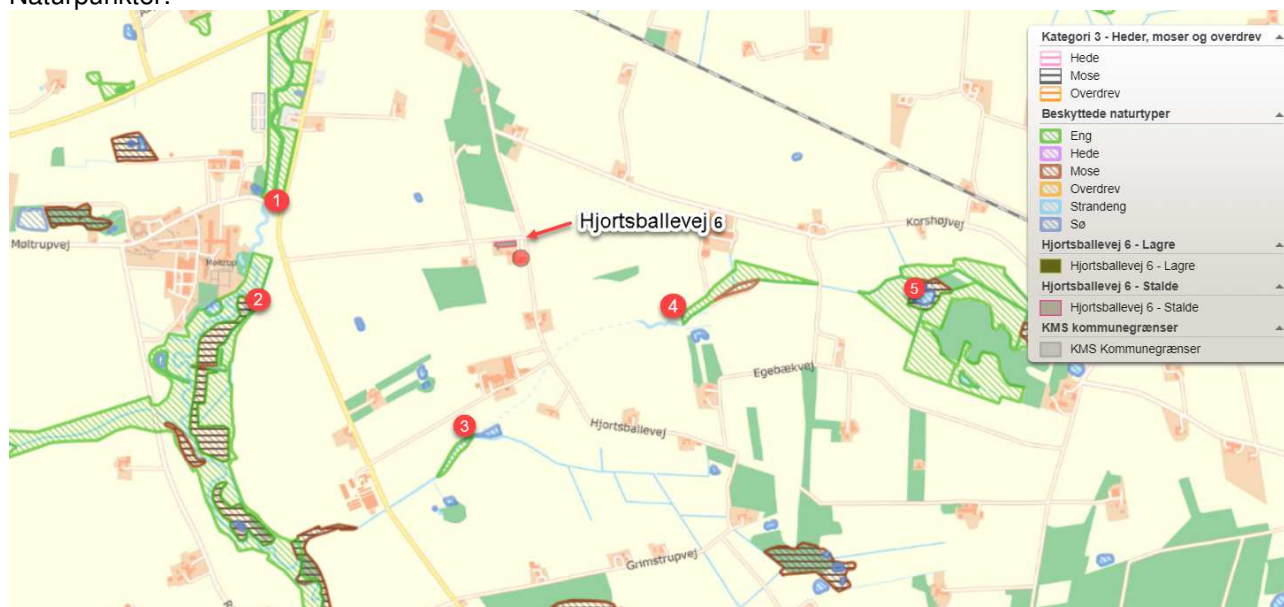 Naturpunkter:
Kategori 3 - Heder, moser og overdrev
Hede
Mose
Overdrev
Beskyttede naturtyper
Eng
Hede
Mose
Overdrev
Strandeng
Sø
Hjortsballevej 6 - Lagre
Hjortsballevej 6 - Lagre
Hjortsballevej 6 - Stalde
Hjortsballevej 6 - Stalde
KMS kommunegrænser
KMS Kommunegrænser
1
Hjortsballevej 6
Korshøjvej
Møltrupvej
Møltrup
2
4
5
Egebækvej
3
Hjortsballevej
Grimstrupvej